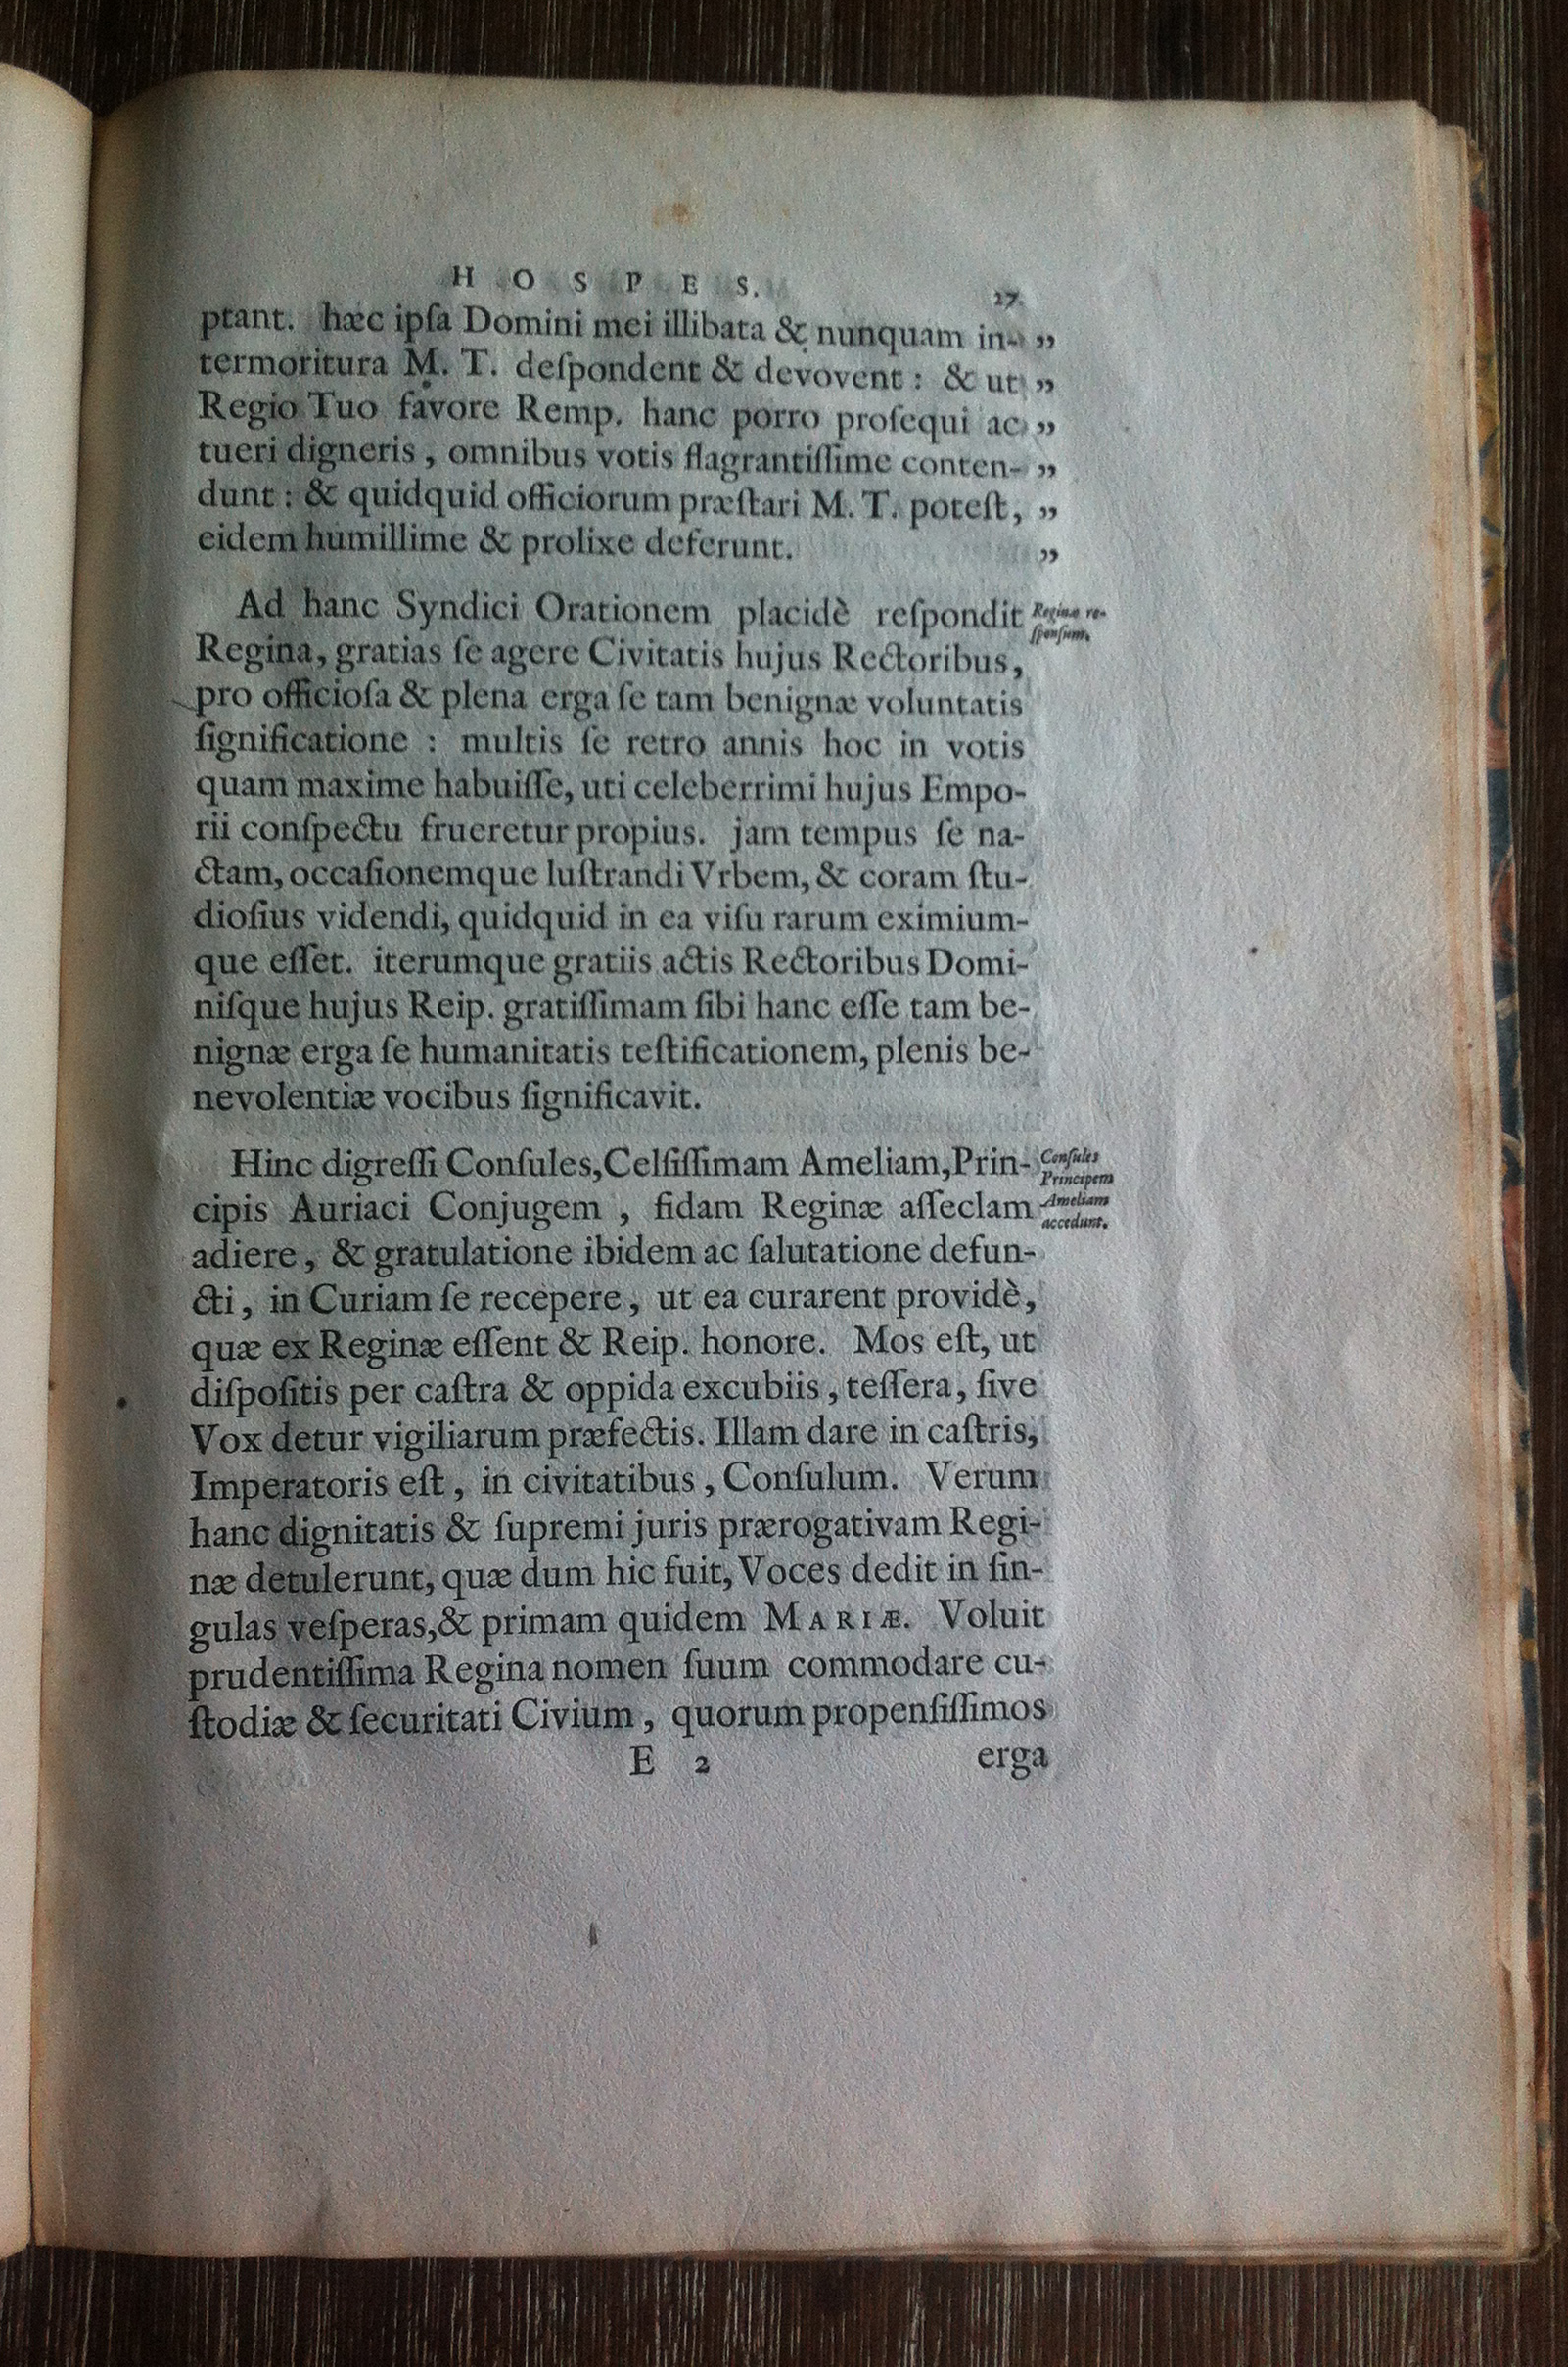 H O S P E S. 27
ptant. hæc ipſa Domini mei illibata & nunquam in- ”
termoritura M. T. deſpondent & devovent : & ut ”
Regio Tuo favore Remp. hanc porro proſequi ac ”
tueri digneris , omnibus votis flagrantiſſime conten- ”
dunt : & quidquid officiorum præſtari M. T. poteſt, ”
eidem humillime & prolixe deferunt. ”
Ad hanc Syndici Orationem placidè reſpondit
Reginæ re-
ſponſum.
Regina, gratias ſe agere Civitatis hujus Rectoribus,
pro officioſa & plena erga ſe tam benignæ voluntatis
ſignificatione : multis ſe retro annis hoc in votis
quam maxime habuiſſe, uti celeberrimi hujus Empo-
rii conſpectu frueretur propius. jam tempus ſe na-
ctam, occaſionemque luſtrandi Vrbem, & coram ſtu-
dioſius videndi, quidquid in ea viſu rarum eximium-
que eſſet. iterumque gratiis actis Rectoribus Domi-
niſque hujus Reip. gratiſſimam ſibi hanc eſſe tam be-
nignæ erga ſe humanitatis teſtificationem, plenis be-
nevolentiæ vocibus ſignificavit.
Hinc digreſſi Conſules, Celſiſſimam Ameliam, Prin-
Conſules
Principem
Ameliam
accedunt.
cipis Auriaci Conjugem , fidam Reginæ aſſeclam
adiere , & gratulatione ibidem ac ſalutatione defun-
cti , in Curiam ſe recepere , ut ea curarent providè,
quæ ex Reginæ eſſent & Reip. honore. Mos eſt, ut
diſpoſitis per caſtra & oppida excubiis , teſſera, ſive
Vox detur vigiliarum præfectis. Illam dare in caſtris,
Imperatoris eſt , in civitatibus , Conſulum. Verum
hanc dignitatis & ſupremi juris prærogativam Regi-
næ detulerunt, quæ dum hic fuit, Voces dedit in ſin-
gulas veſperas, & primam quidem MARIÆ. Voluit
prudentiſſima Regina nomen ſuum commodare cu-
ſtodiæ & ſecuritati Civium , quorum propenſiſſimos
E 2 erga